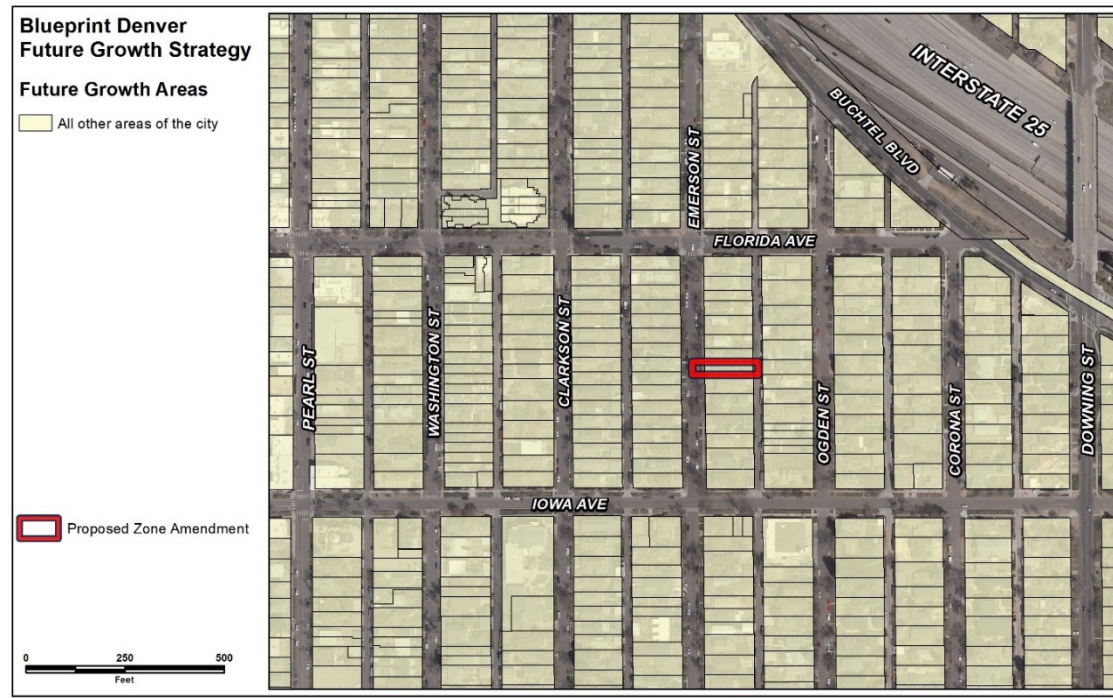 Blueprint Denver
Future Growth Strategy
Future Growth Areas
All other areas of the city
Proposed Zone Amendment
0 250 500
Feet
INTERSTATE 25
BUCHTEL BLVD
EMERSON ST
FLORIDA AVE
PEARL ST
WASHINGTON ST
CLARKSON ST
OGDEN ST
CORONA ST
DOWNING ST
IOWA AVE